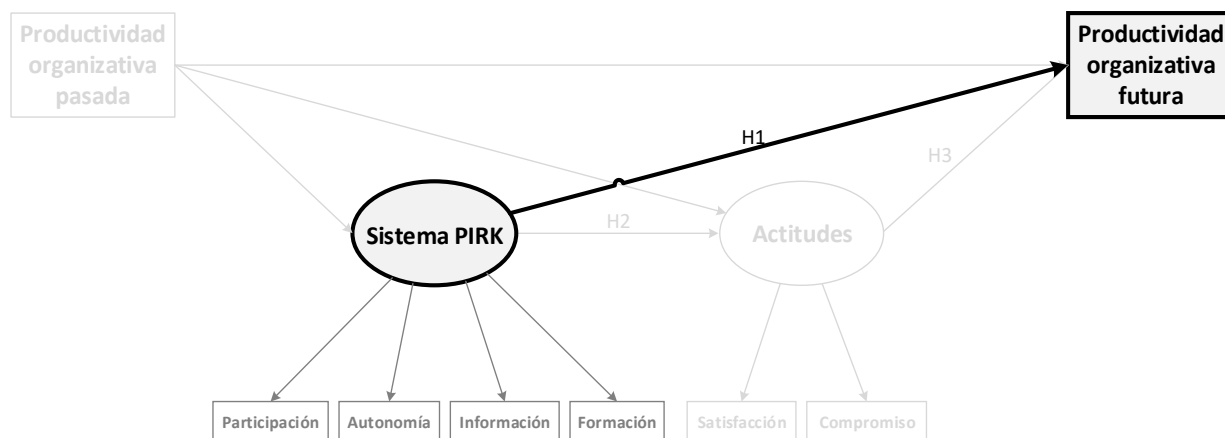 Productividad
organizativa
pasada
Productividad
organizativa
futura
H1
H3
Sistema PIRK
H2
Actitudes
Participación
Autonomía
Información
Formación
Satisfacción
Compromiso